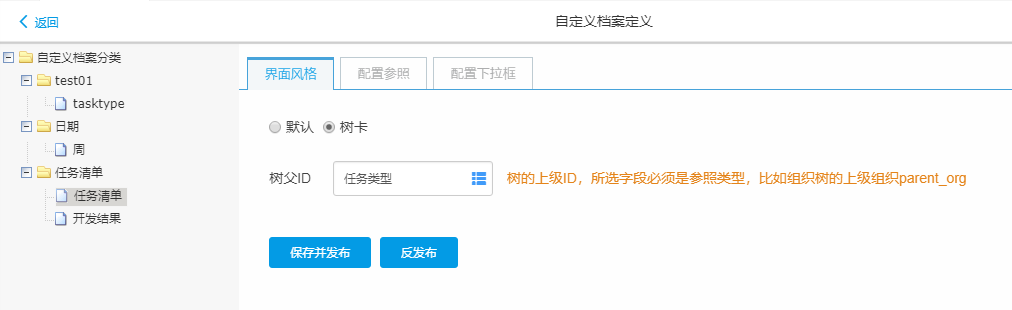 返回
自定义档案定义
自定义档案分类
test01
tasktype
日期
周
任务清单
任务清单
开发结果
界面风格 配置参照 配置下拉框
默认 树卡
树父ID 任务类型 树的上级ID，所选字段必须是参照类型，比如组织树的上级组织parent_org
保存并发布 反发布